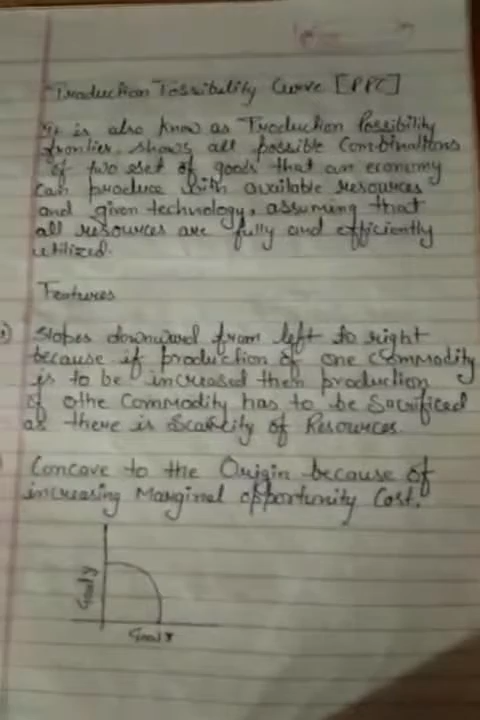 Production Possibility Curve [PPC]
It is also know as Production Possibility
frontier, shows all possible Combinations
of two set of goods that an economy
can produce with available resources
and given technology, assuming that
all resources are fully and efficiently
utilized.
Features
Slopes downward from left to right
because if production of one Commodity
is to be increased then production
of othe Commodity has to be Sacrificed
as there is Scarcity of Resources.
Concave to the Origin because of
increasing Marginal opportunity Cost.
Good y
Good x